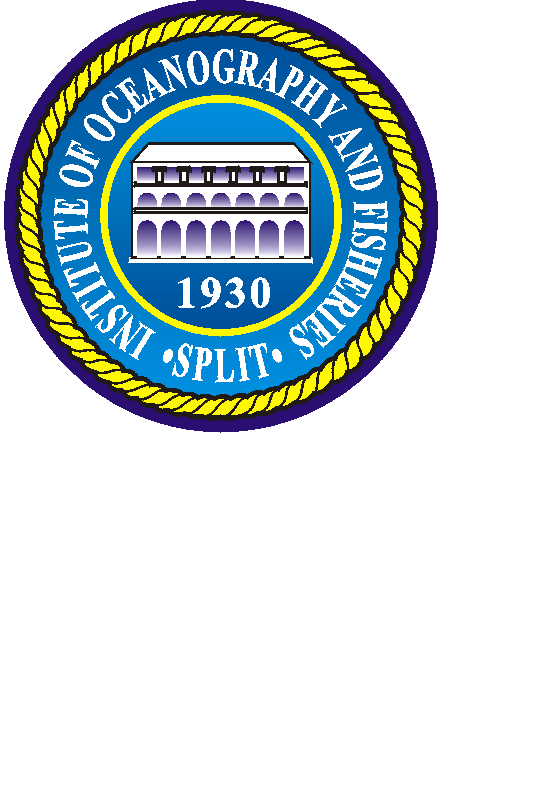 INSTITUTE OF OCEANOGRAPHY AND FISHERIES
•SPLIT•
1930